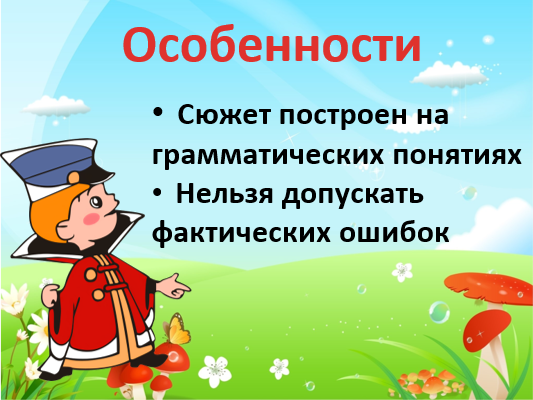 Особенности
• Сюжет построен на
грамматических понятиях
• Нельзя допускать
фактических ошибок